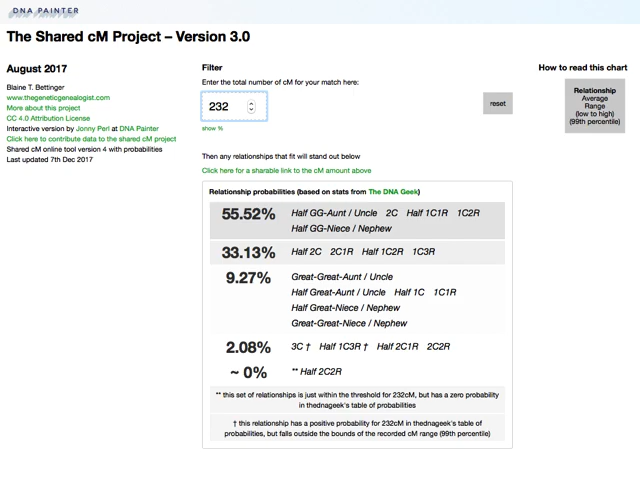 DNA PAINTER
The Shared cM Project – Version 3.0
August 2017
Blaine T. Bettinger
www.thegeneticgenealogist.com
More about this project
CC 4.0 Attribution License
Interactive version by Jonny Perl at DNA Painter
Click here to contribute data to the shared cM project
Shared cM online tool version 4 with probabilities
Last updated 7th Dec 2017
Filter
Enter the total number of cM for your match here:
232
reset
show %
Then any relationships that fit will stand out below
Click here for a sharable link to the cM amount above
Relationship probabilities (based on stats from The DNA Geek)
55.52% Half GG-Aunt / Uncle 2C Half 1C1R 1C2R
Half GG-Niece / Nephew
33.13% Half 2C 2C1R Half 1C2R 1C3R
9.27% Great-Great-Aunt / Uncle
Half Great-Aunt / Uncle Half 1C 1C1R
Half Great-Niece / Nephew
Great-Great-Niece / Nephew
2.08% 3C † Half 1C3R † Half 2C1R 2C2R
~ 0% ** Half 2C2R
** this set of relationships is just within the threshold for 232cM, but has a zero probability
in thednageek's table of probabilities
† this relationship has a positive probability for 232cM in thednageek's table of
probabilities, but falls outside the bounds of the recorded cM range (99th percentile)
How to read this chart
Relationship
Average
Range
(low to high)
(99th percentile)